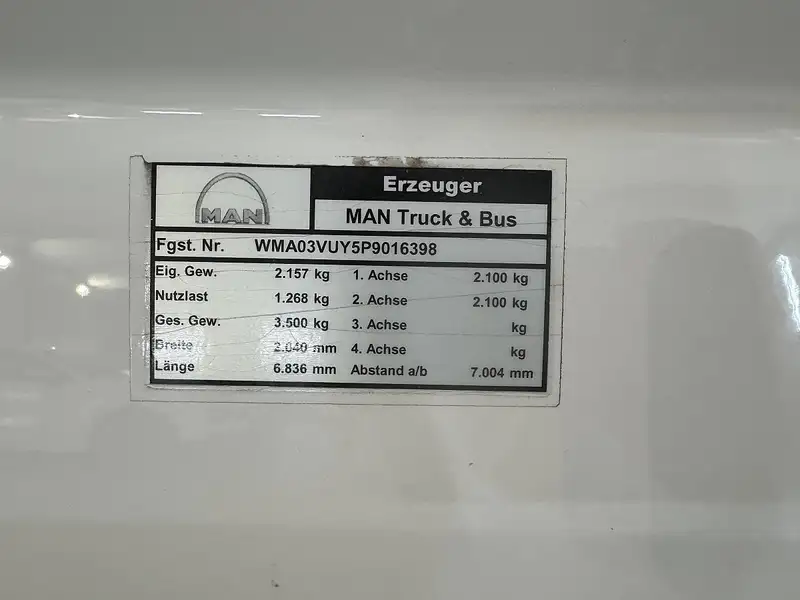 MAN
Erzeuger
MAN Truck & Bus
Fgst. Nr. WMA03VUY5P9016398
Eig. Gew. 2.157 kg 1. Achse 2.100 kg
Nutzlast 1.268 kg 2. Achse 2.100 kg
Ges. Gew. 3.500 kg 3. Achse kg
Breite 2.040 mm 4. Achse kg
Länge 6.836 mm Abstand a/b 7.004 mm